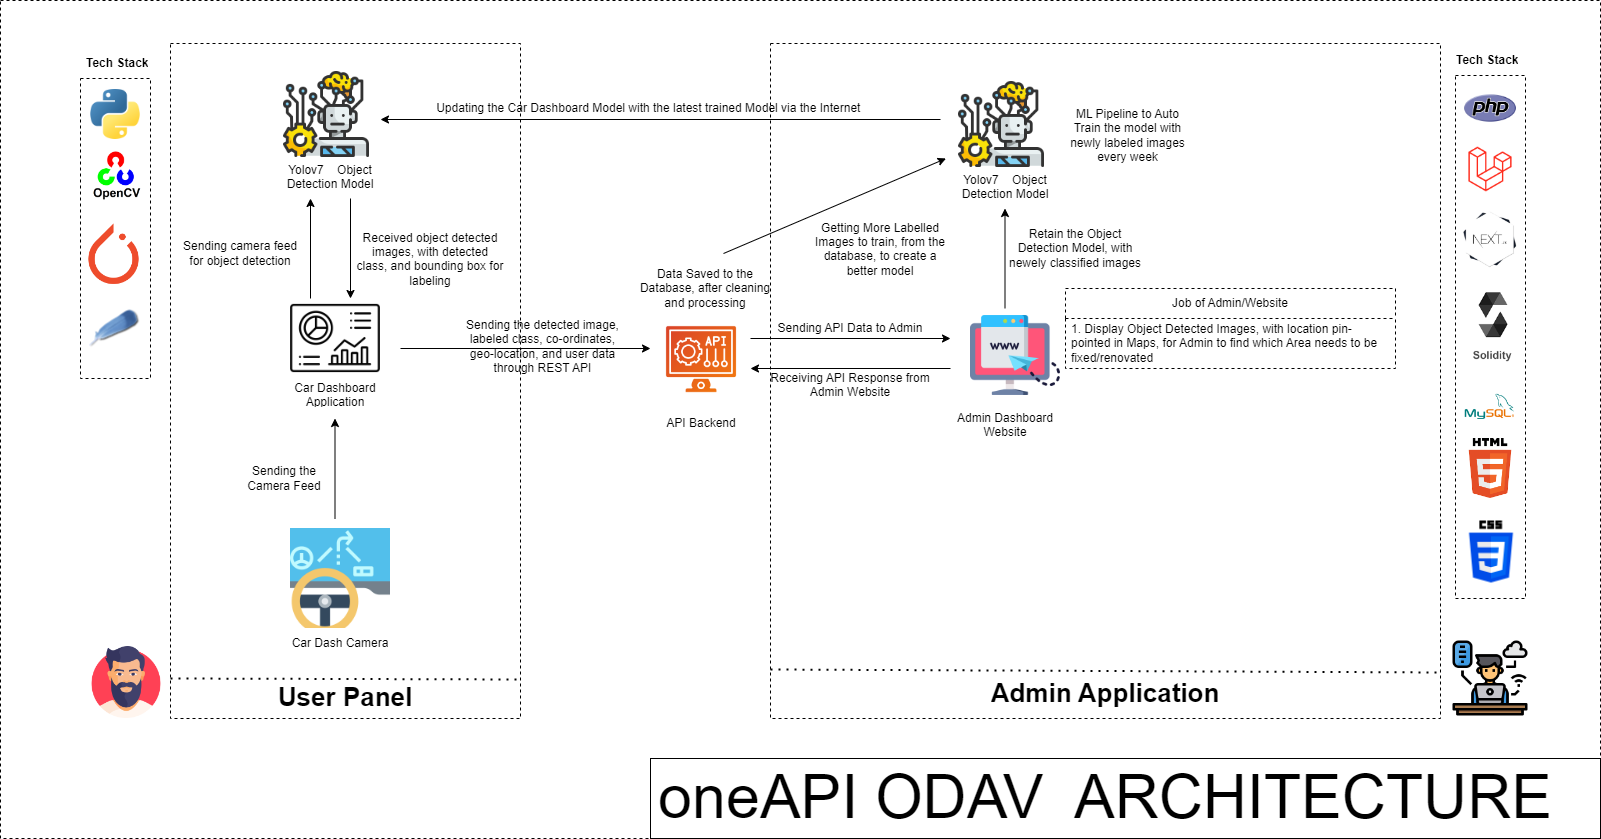 Tech Stack
OpenCV
Yolov7 Object
Detection Model
Sending camera feed
for object detection
Received object detected
images, with detected
class, and bounding box for
labeling
Car Dashboard
Application
Sending the
Camera Feed
Car Dash Camera
User Panel
Updating the Car Dashboard Model with the latest trained Model via the Internet
Sending the detected image,
labeled class, co-ordinates,
geo-location, and user data
through REST API
Data Saved to the
Database, after cleaning
and processing
API
API Backend
Getting More Labelled
Images to train, from the
database, to create a
better model
Sending API Data to Admin
Receiving API Response from
Admin Website
Yolov7 Object
Detection Model
ML Pipeline to Auto
Train the model with
newly labeled images
every week
Retain the Object
Detection Model, with
newly classified images
www
Admin Dashboard
Website
Job of Admin/Website
1. Display Object Detected Images, with location pin-
pointed in Maps, for Admin to find which Area needs to be
fixed/renovated
Admin Application
Tech Stack
php
NEXT.JS
Solidity
MySQL
HTML
5
CSS
3
oneAPI ODAV ARCHITECTURE